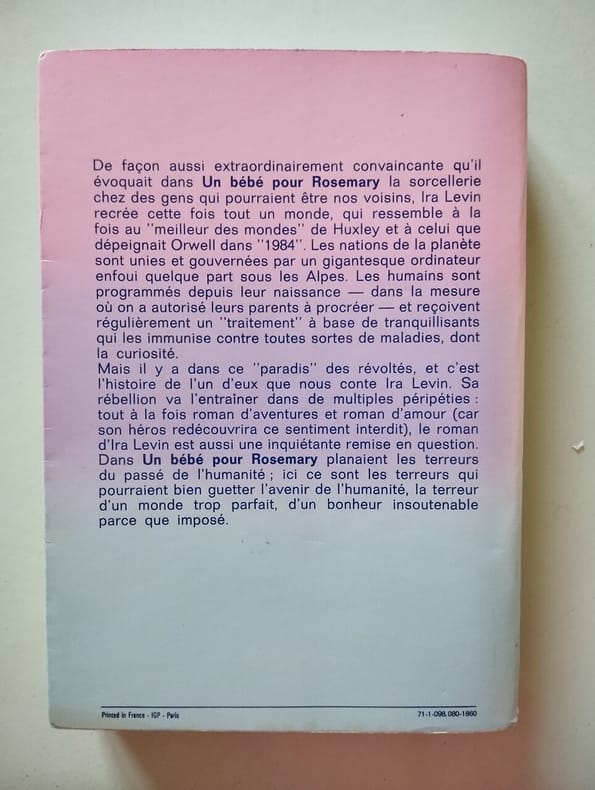 De façon aussi extraordinairement convaincante qu'il
évoquait dans Un bébé pour Rosemary la sorcellerie
chez des gens qui pourraient être nos voisins, Ira Levin
recrée cette fois tout un monde, qui ressemble à la
fois au "meilleur des mondes" de Huxley et à celui que
dépeignait Orwell dans "1984". Les nations de la planète
sont unies et gouvernées par un gigantesque ordinateur
enfoui quelque part sous les Alpes. Les humains sont
programmés depuis leur naissance — dans la mesure
où on a autorisé leurs parents à procréer — et reçoivent
régulièrement un "traitement" à base de tranquillisants
qui les immunise contre toutes sortes de maladies, dont
la curiosité.
Mais il y a dans ce "paradis" des révoltés, et c'est
l'histoire de l'un d'eux que nous conte Ira Levin. Sa
rébellion va l'entraîner dans de multiples péripéties :
tout à la fois roman d'aventures et roman d'amour (car
son héros redécouvrira ce sentiment interdit), le roman
d'Ira Levin est aussi une inquiétante remise en question.
Dans Un bébé pour Rosemary planaient les terreurs
du passé de l'humanité ; ici ce sont les terreurs qui
pourraient bien guetter l'avenir de l'humanité, la terreur
d'un monde trop parfait, d'un bonheur insoutenable
parce que imposé.
Printed in France - IGP - Paris
71-1-098.080-1860